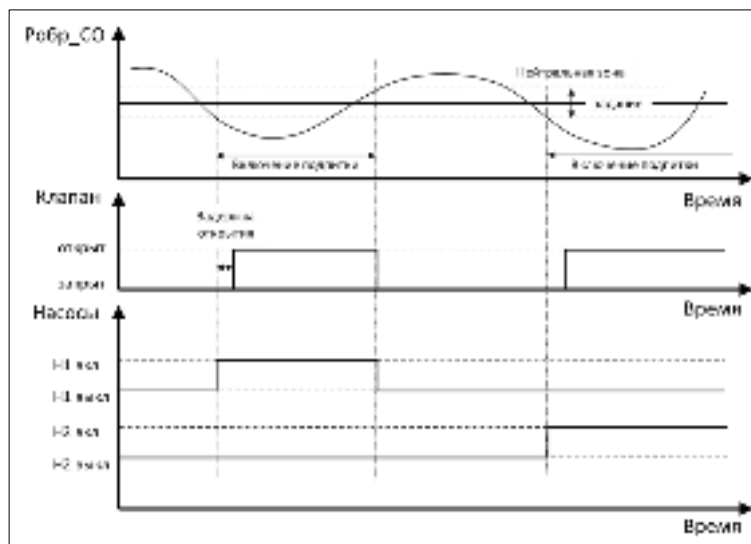 Pобр_СО
Нейтральная зона
Задание
Включение подпитки
Включение подпитки
Время
Клапан
Задержка
открытия
открыт
закрыт
Время
Насосы
Н1 вкл
Н1 выкл
Н2 вкл
Н2 выкл
Время